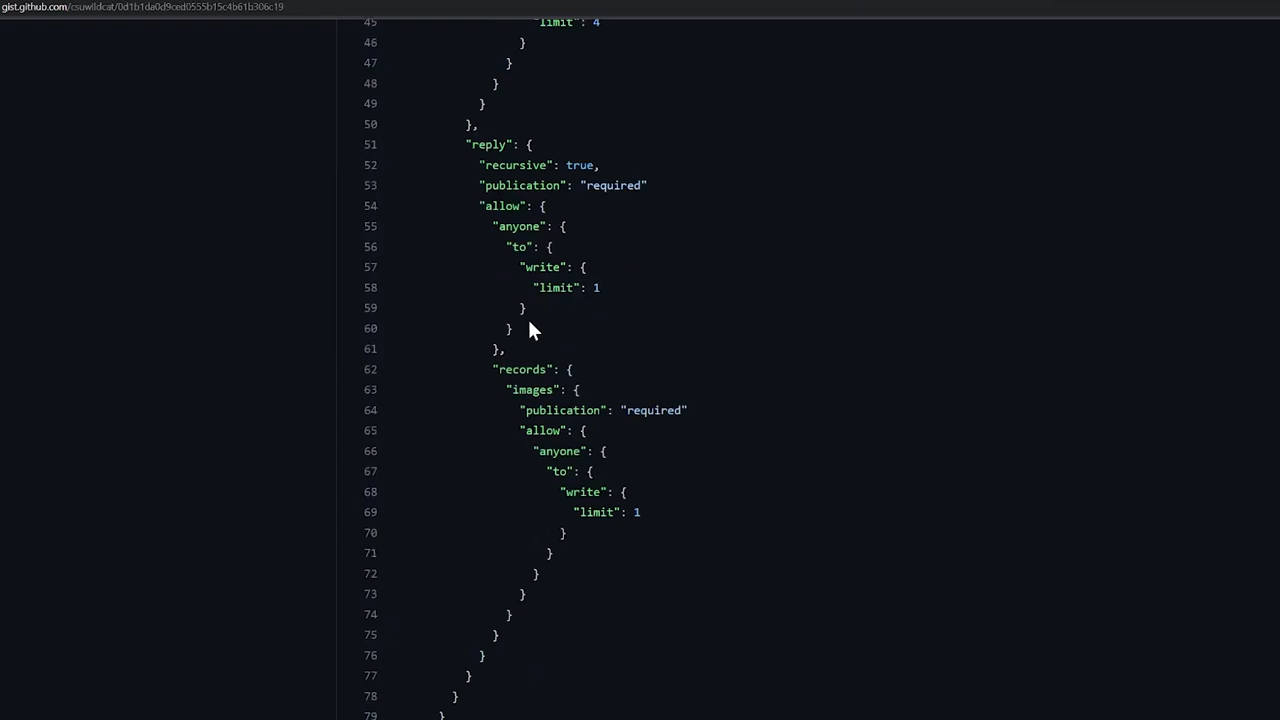 gist.github.com/csuwildcat/0d1b1da0d9ced0555b15c4b61b306c19
45 "limit": 4
46 }
47 }
48 }
49 }
50 },
51 "reply": {
52 "recursive": true,
53 "publication": "required"
54 "allow": {
55 "anyone": {
56 "to": {
57 "write": {
58 "limit": 1
59 }
60 }
61 },
62 "records": {
63 "images": {
64 "publication": "required"
65 "allow": {
66 "anyone": {
67 "to": {
68 "write": {
69 "limit": 1
70 }
71 }
72 }
73 }
74 }
75 }
76 }
77 }
78 }
79 }